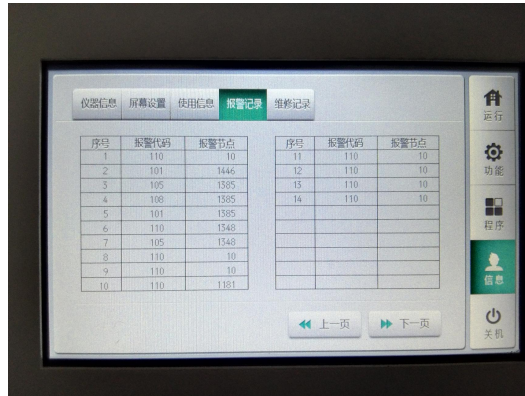 仪器信息 屏幕设置 使用信息 报警记录 维修记录
序号 报警代码 报警节点
1 110 10
2 101 1446
3 105 1385
4 108 1385
5 101 1385
6 110 1348
7 105 1348
8 110 10
9 110 10
10 110 1181
序号 报警代码 报警节点
11 110 10
12 110 10
13 110 10
14 110 10
上一页 下一页
运行
功能
程序
信息
关机